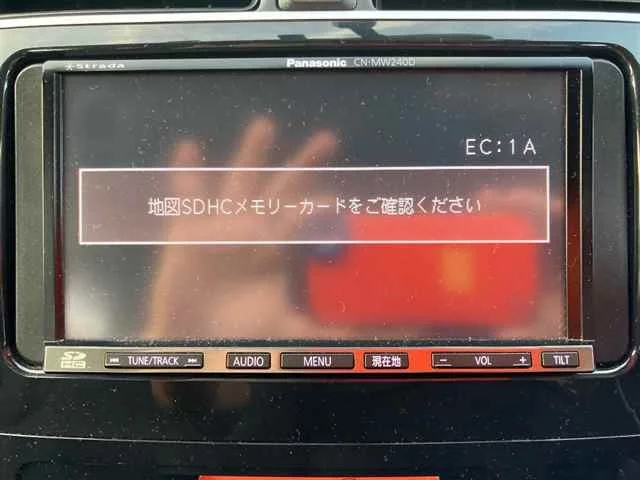 Strada
Panasonic CN-MW240D
EC:1A
地図SDHCメモリーカードをご確認ください
SD HC TUNE/TRACK AUDIO MENU 現在地 − VOL + TILT